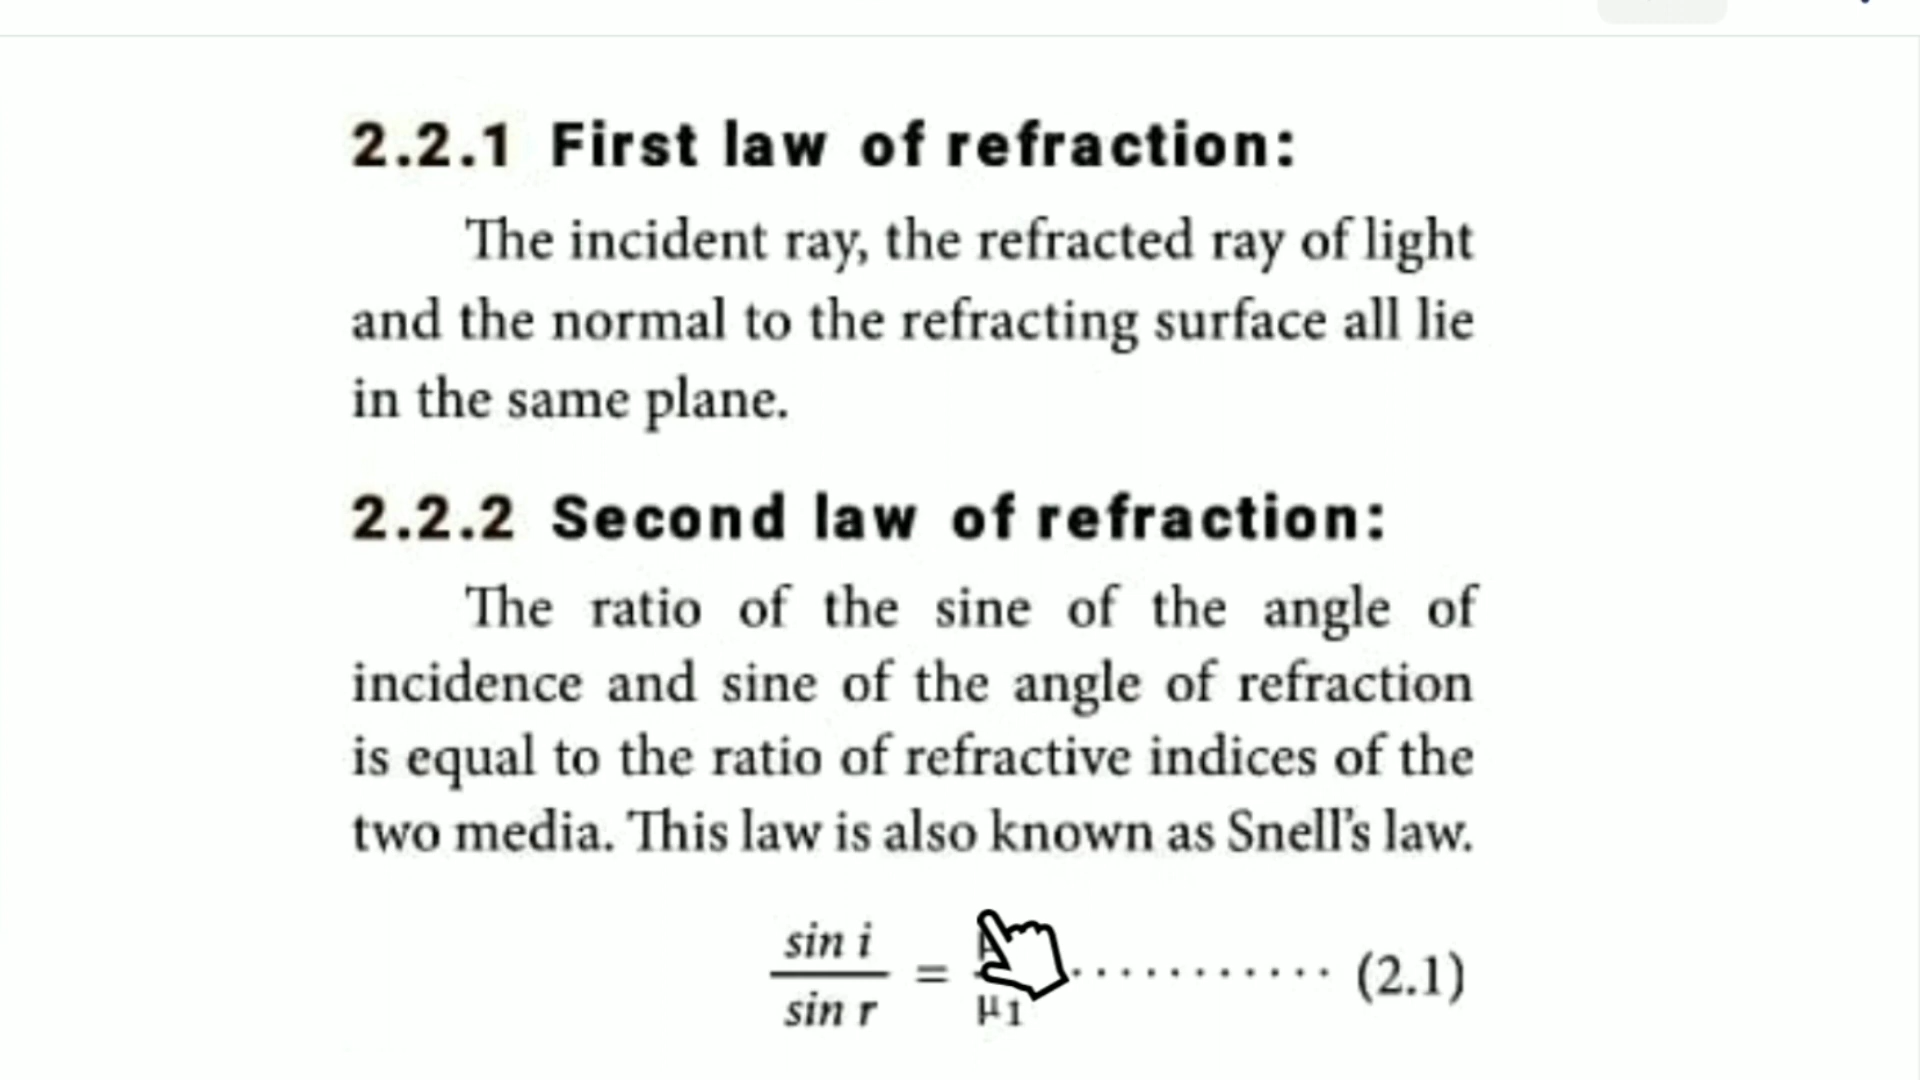 2.2.1 First law of refraction:
The incident ray, the refracted ray of light
and the normal to the refracting surface all lie
in the same plane.
2.2.2 Second law of refraction:
The ratio of the sine of the angle of
incidence and sine of the angle of refraction
is equal to the ratio of refractive indices of the
two media. This law is also known as Snell's law.
sin i
sin r
=
μ1
........... (2.1)